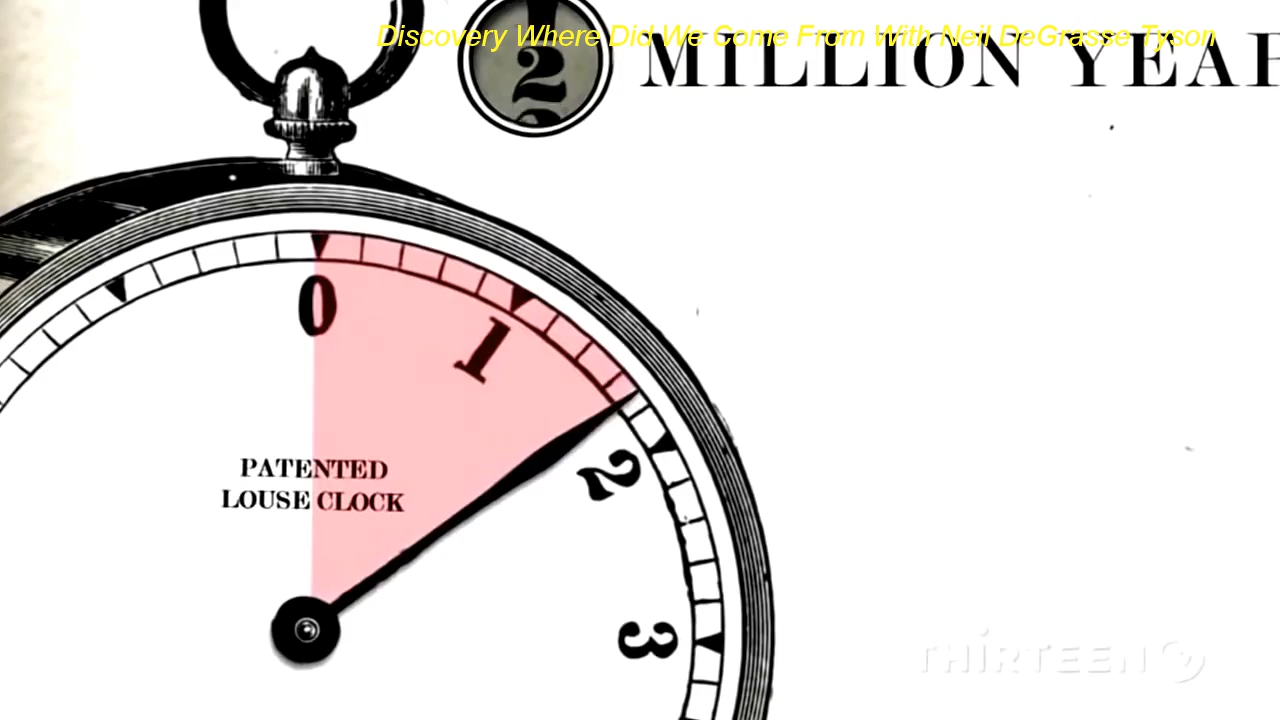 Discovery Where Did We Come From With Neil DeGrasse Tyson
2 MILLION YEAR
0
1
2
3
PATENTED
LOUSE CLOCK
THIRTEEN